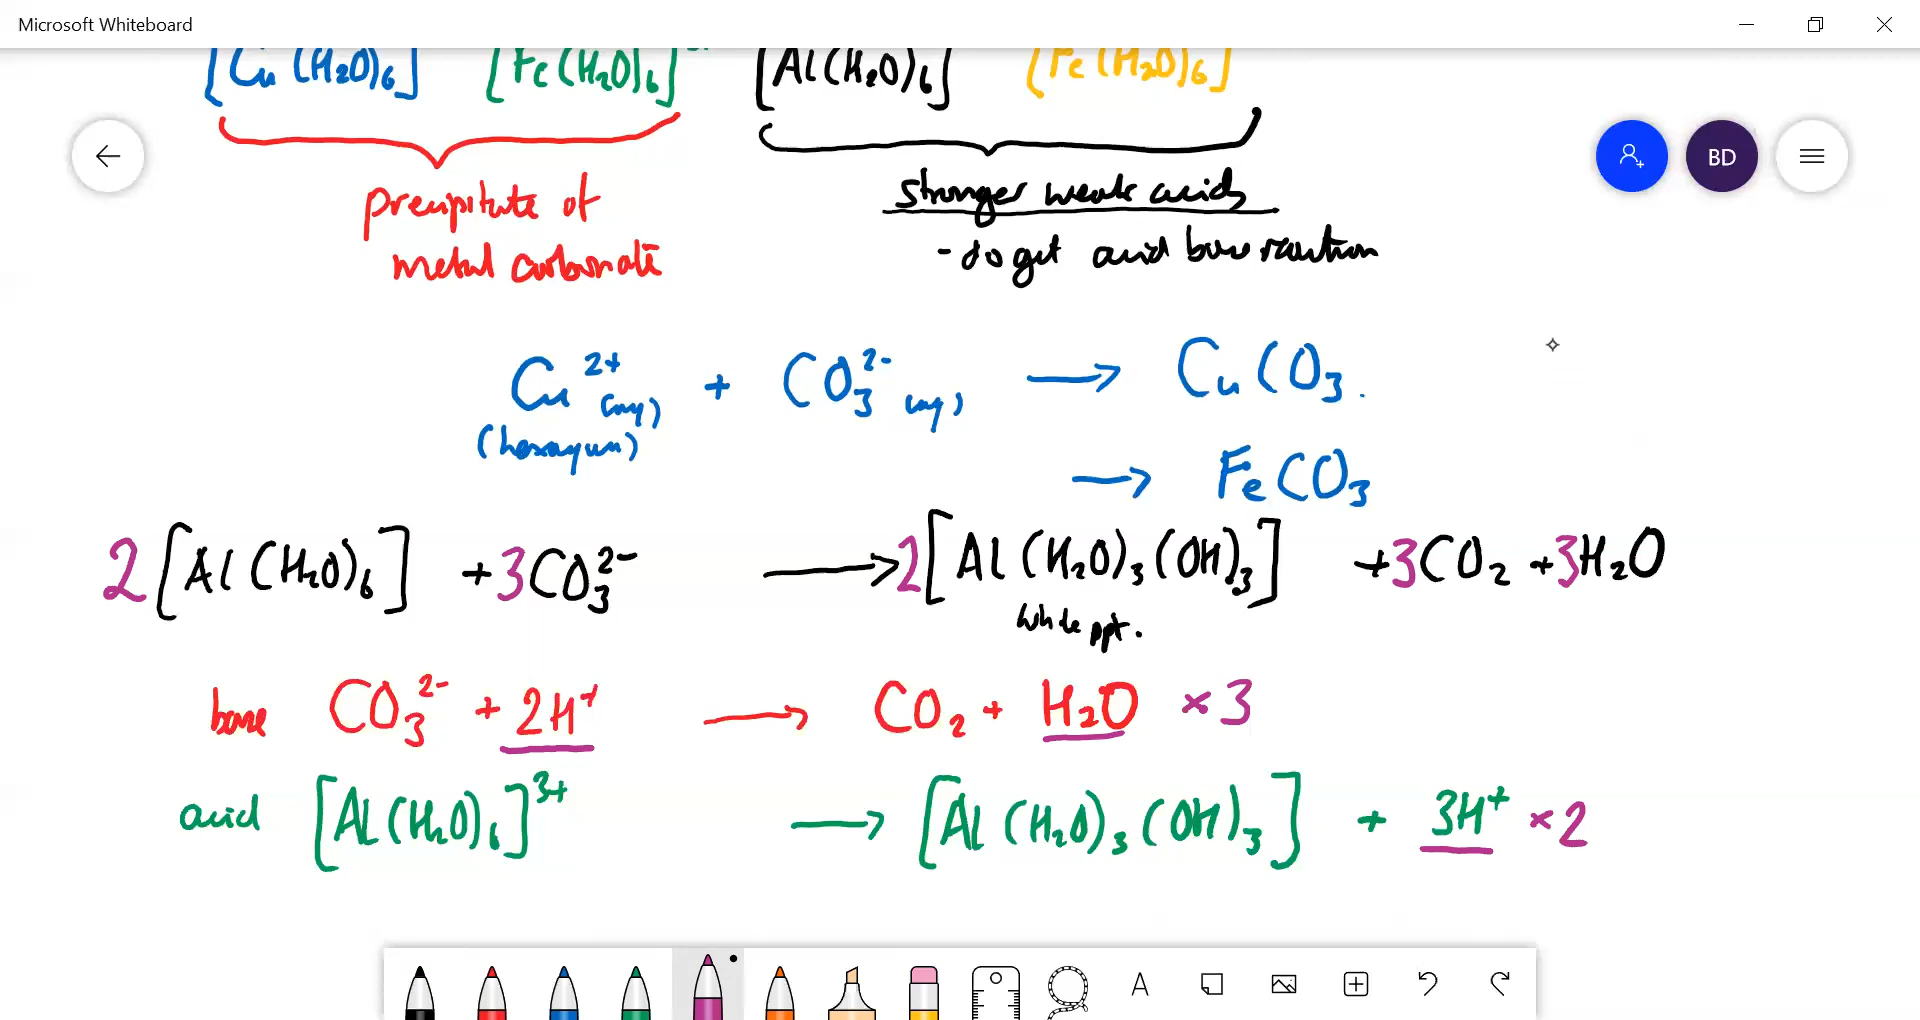 Microsoft Whiteboard
[Cu(H₂O)₆] [Fe(H₂O)₆] [Al(H₂O)₆] [Fe(H₂O)₆]
BD
precipitate of
metal carbonate
Stronger weak acids
- do get acid base reaction
Cu²⁺(aq) + CO₃²⁻(aq) → CuCO₃.
(hexaqua)
→ FeCO₃
2[Al(H₂O)₆] + 3CO₃²⁻ → 2[Al(H₂O)₃(OH)₃] + 3CO₂ + 3H₂O
white ppt.
base CO₃²⁻ + 2H⁺ → CO₂ + H₂O ×3
acid [Al(H₂O)₆]³⁺ → [Al(H₂O)₃(OH)₃] + 3H⁺ ×2
A